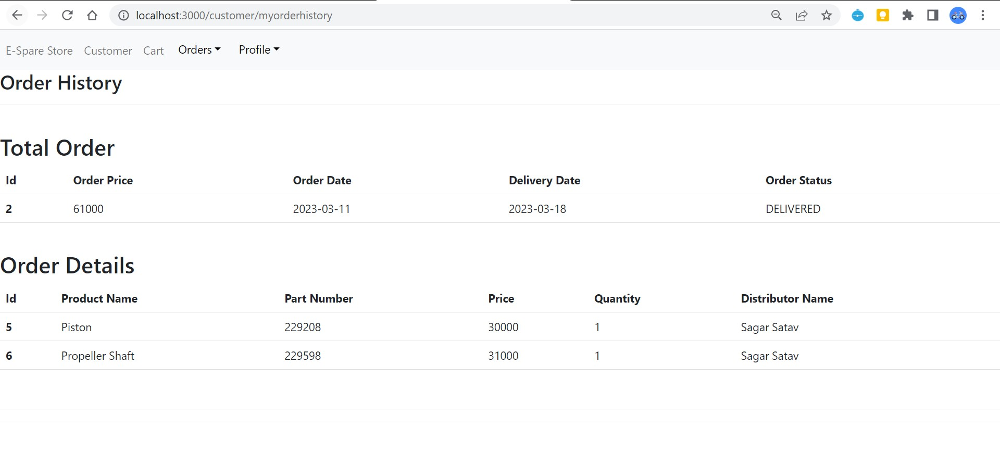 localhost:3000/customer/myorderhistory
E-Spare Store Customer Cart Orders Profile
Order History
Total Order
Id Order Price Order Date Delivery Date Order Status
2 61000 2023-03-11 2023-03-18 DELIVERED
Order Details
Id Product Name Part Number Price Quantity Distributor Name
5 Piston 229208 30000 1 Sagar Satav
6 Propeller Shaft 229598 31000 1 Sagar Satav